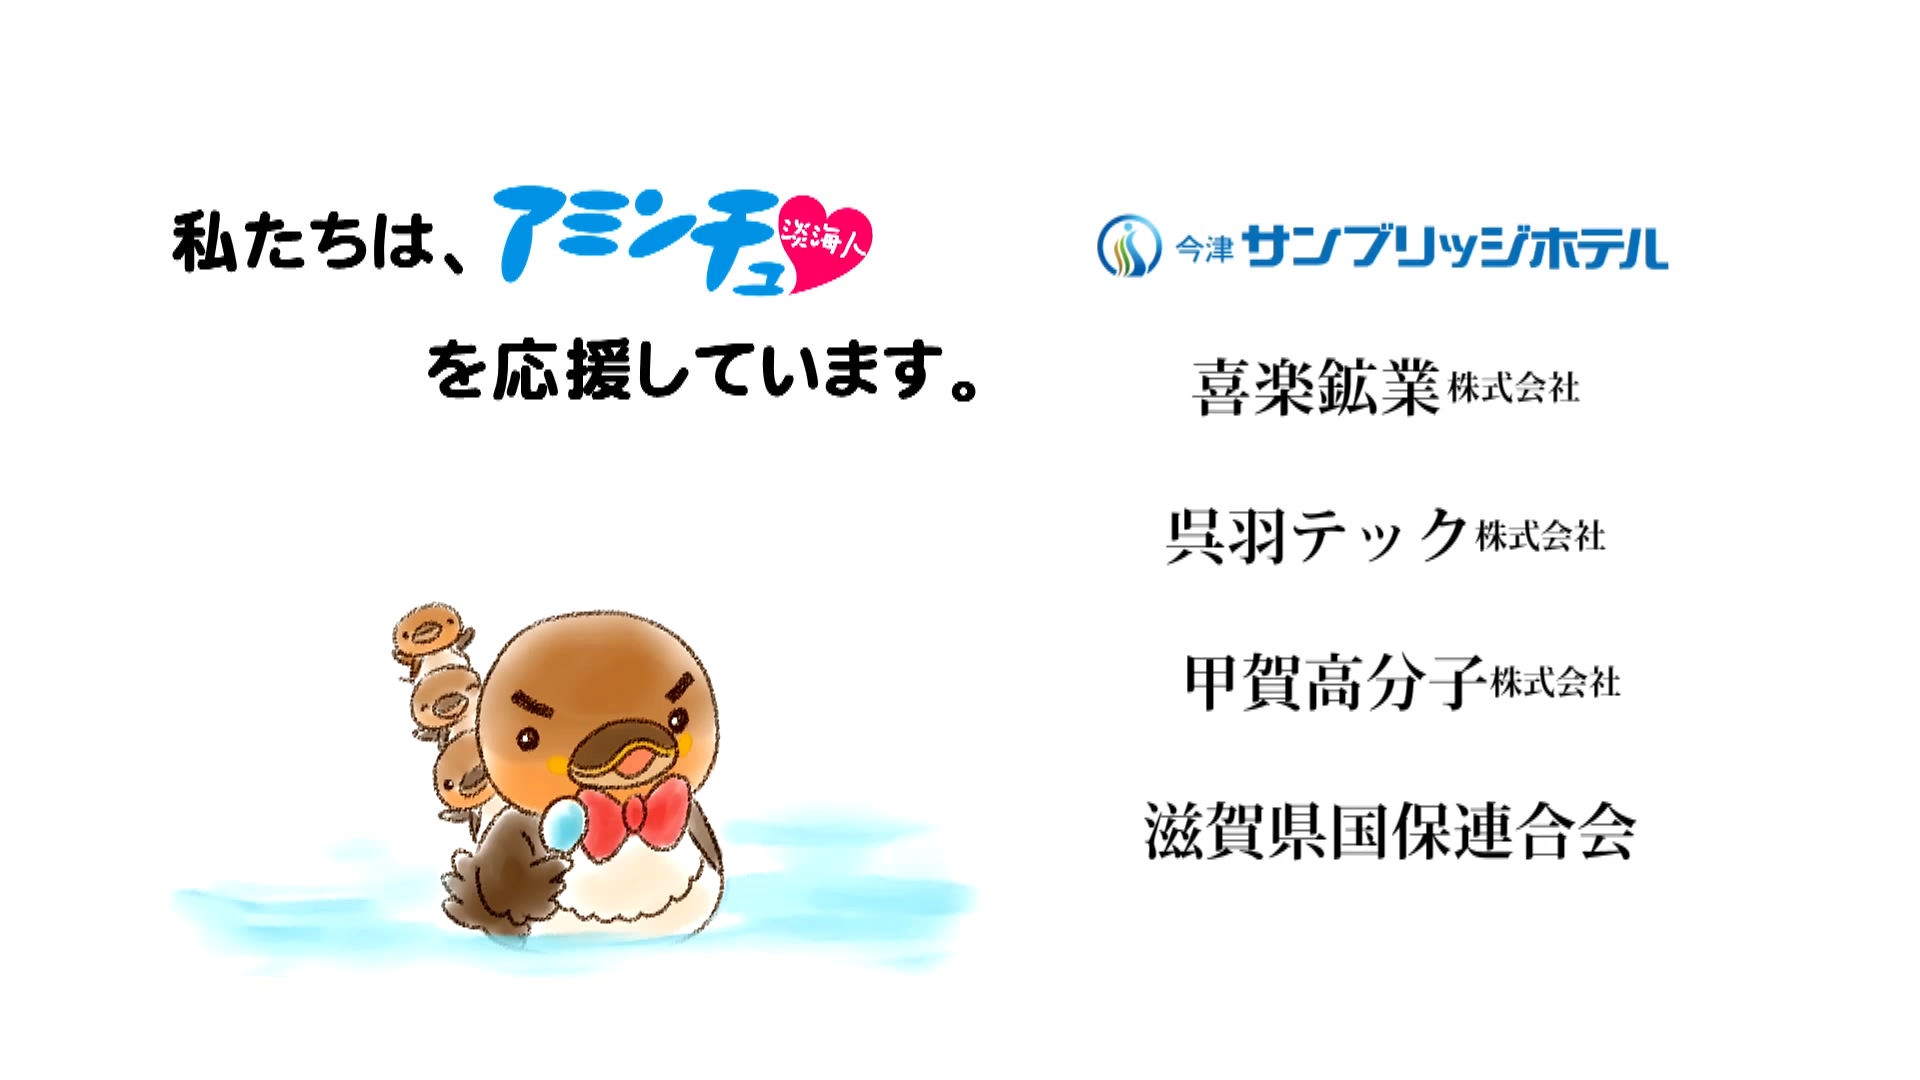 私たちは、アミンチュ淡海人
を応援しています。
今津 サンブリッジホテル
喜楽鉱業株式会社
呉羽テック株式会社
甲賀高分子株式会社
滋賀県国保連合会